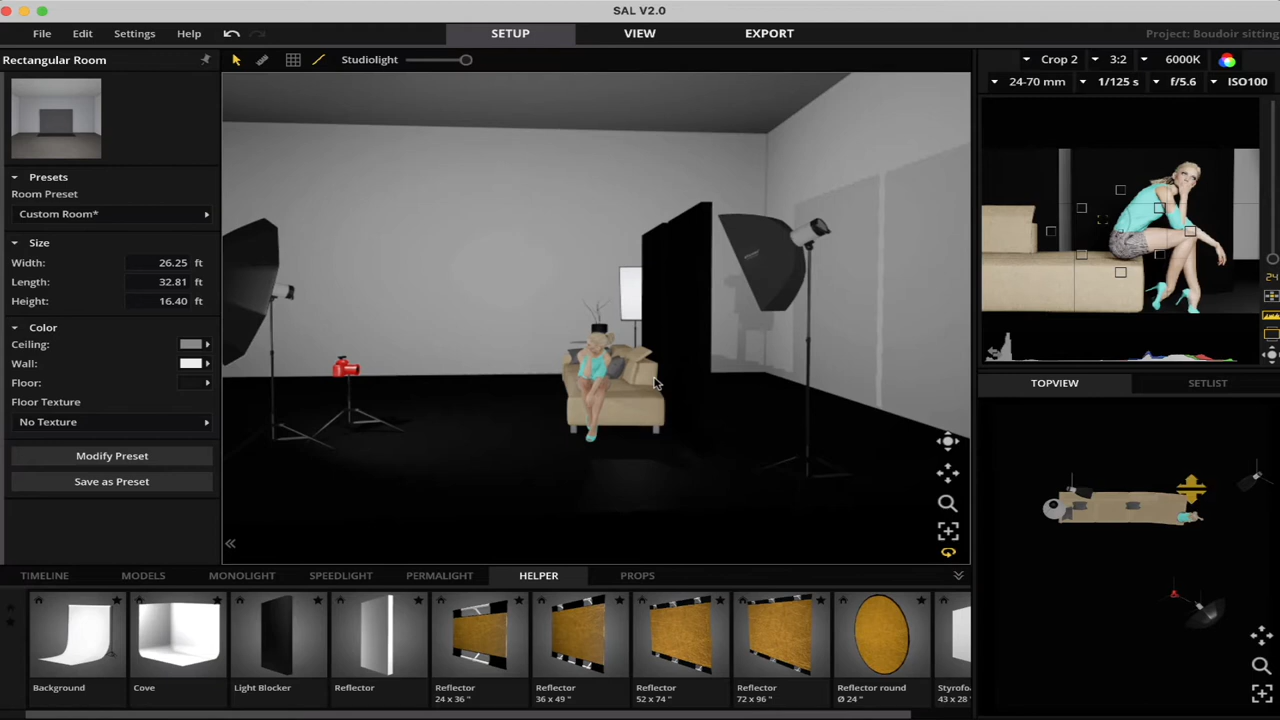 SAL V2.0
File Edit Settings Help SETUP VIEW EXPORT Project: Boudoir sitting
Rectangular Room
Studiolight
Crop 2 3:2 6000K
24-70 mm 1/125 s f/5.6 ISO100
Presets
Room Preset
Custom Room*
Size
Width: 26.25 ft
Length: 32.81 ft
Height: 16.40 ft
Color
Ceiling:
Wall:
Floor:
Floor Texture
No Texture
Modify Preset
Save as Preset
24
TOPVIEW SETLIST
TIMELINE MODELS MONOLIGHT SPEEDLIGHT PERMALIGHT HELPER PROPS
Background Cove Light Blocker Reflector Reflector Reflector Reflector Reflector Reflector round Styrofoa
24 x 36 " 36 x 49 " 52 x 74 " 72 x 96 " Ø 24 " 43 x 28 "